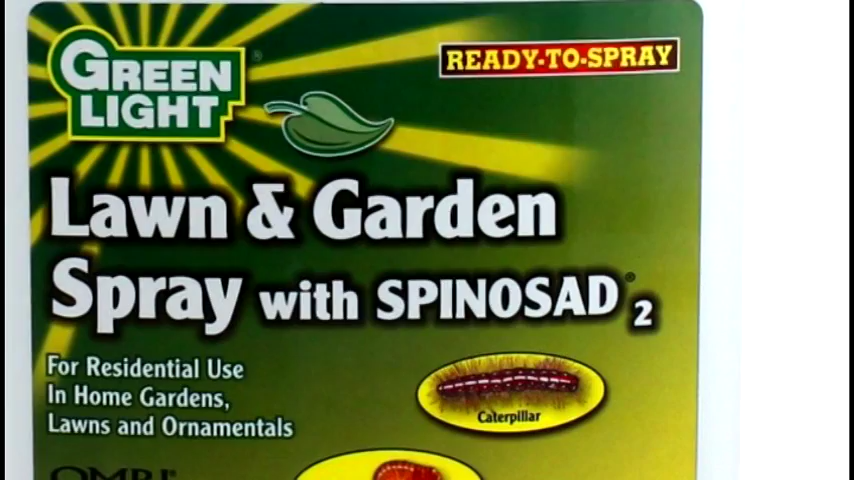 GREEN
LIGHT®
READY-TO-SPRAY
Lawn & Garden
Spray with SPINOSAD® 2
For Residential Use
In Home Gardens,
Lawns and Ornamentals
Caterpillar
OMRI®